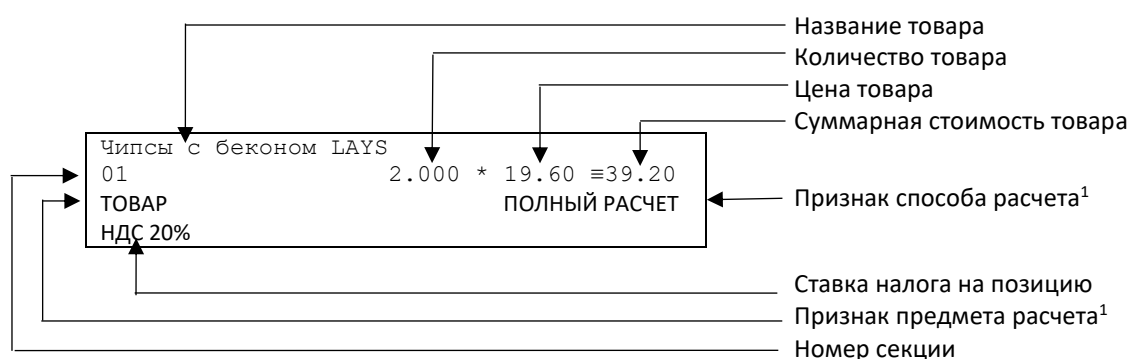 Название товара
Количество товара
Цена товара
Суммарная стоимость товара
Чипсы с беконом LAYS
01 2.000 * 19.60 ≡39.20
ТОВАР ПОЛНЫЙ РАСЧЕТ
Признак способа расчета¹
НДС 20%
Ставка налога на позицию
Признак предмета расчета¹
Номер секции